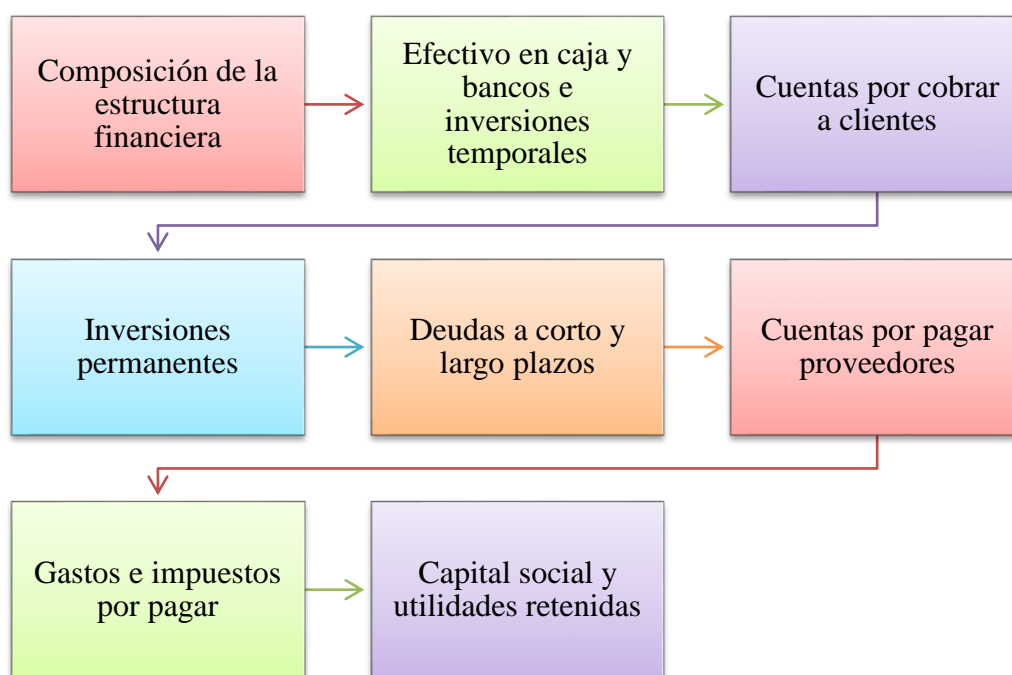 Composición de la
estructura
financiera
Efectivo en caja y
bancos e
inversiones
temporales
Cuentas por cobrar
a clientes
Inversiones
permanentes
Deudas a corto y
largo plazos
Cuentas por pagar
proveedores
Gastos e impuestos
por pagar
Capital social y
utilidades retenidas